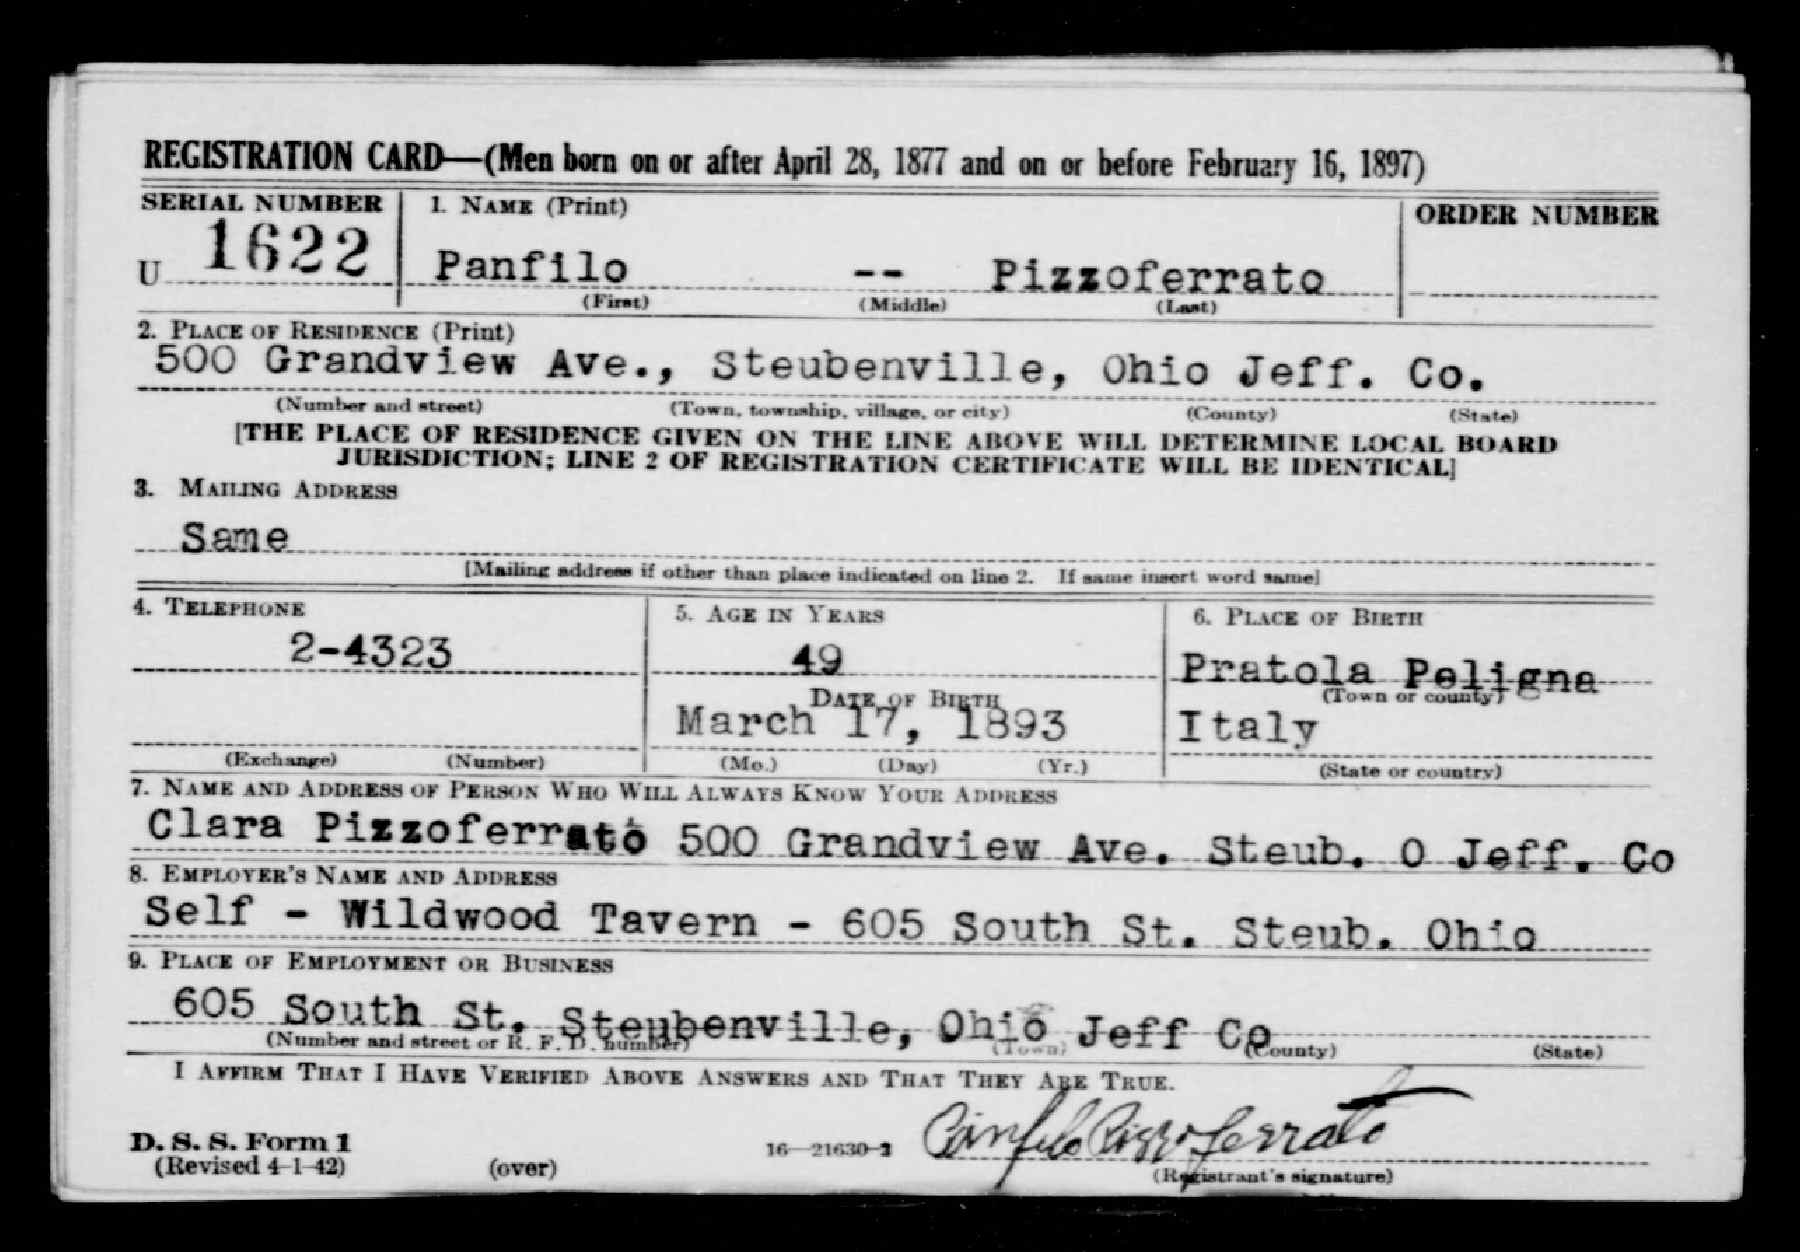 REGISTRATION CARD—(Men born on or after April 28, 1877 and on or before February 16, 1897)
SERIAL NUMBER 1. NAME (Print) ORDER NUMBER
U 1622 Panfilo -- Pizzoferrato
(First) (Middle) (Last)
2. PLACE OF RESIDENCE (Print)
500 Grandview Ave., Steubenville, Ohio Jeff. Co.
(Number and street) (Town, township, village, or city) (County) (State)
[THE PLACE OF RESIDENCE GIVEN ON THE LINE ABOVE WILL DETERMINE LOCAL BOARD
JURISDICTION; LINE 2 OF REGISTRATION CERTIFICATE WILL BE IDENTICAL]
3. MAILING ADDRESS
Same
[Mailing address if other than place indicated on line 2. If same insert word same]
4. TELEPHONE 5. AGE IN YEARS 6. PLACE OF BIRTH
2-4323 49 Pratola Peligna
DATE OF BIRTH (Town or county)
March 17, 1893 Italy
(Exchange) (Number) (Mo.) (Day) (Yr.) (State or country)
7. NAME AND ADDRESS OF PERSON WHO WILL ALWAYS KNOW YOUR ADDRESS
Clara Pizzoferrato 500 Grandview Ave. Steub. O Jeff. Co
8. EMPLOYER'S NAME AND ADDRESS
Self - Wildwood Tavern - 605 South St. Steub. Ohio
9. PLACE OF EMPLOYMENT OR BUSINESS
605 South St. Steubenville, Ohio Jeff Co
(Number and street or R. F. D. number) (Town) (County) (State)
I AFFIRM THAT I HAVE VERIFIED ABOVE ANSWERS AND THAT THEY ARE TRUE.
D. S. S. Form 1
(Revised 4-1-42) (over) 16—21630-2 Panfilo Pizzoferrato
(Registrant's signature)